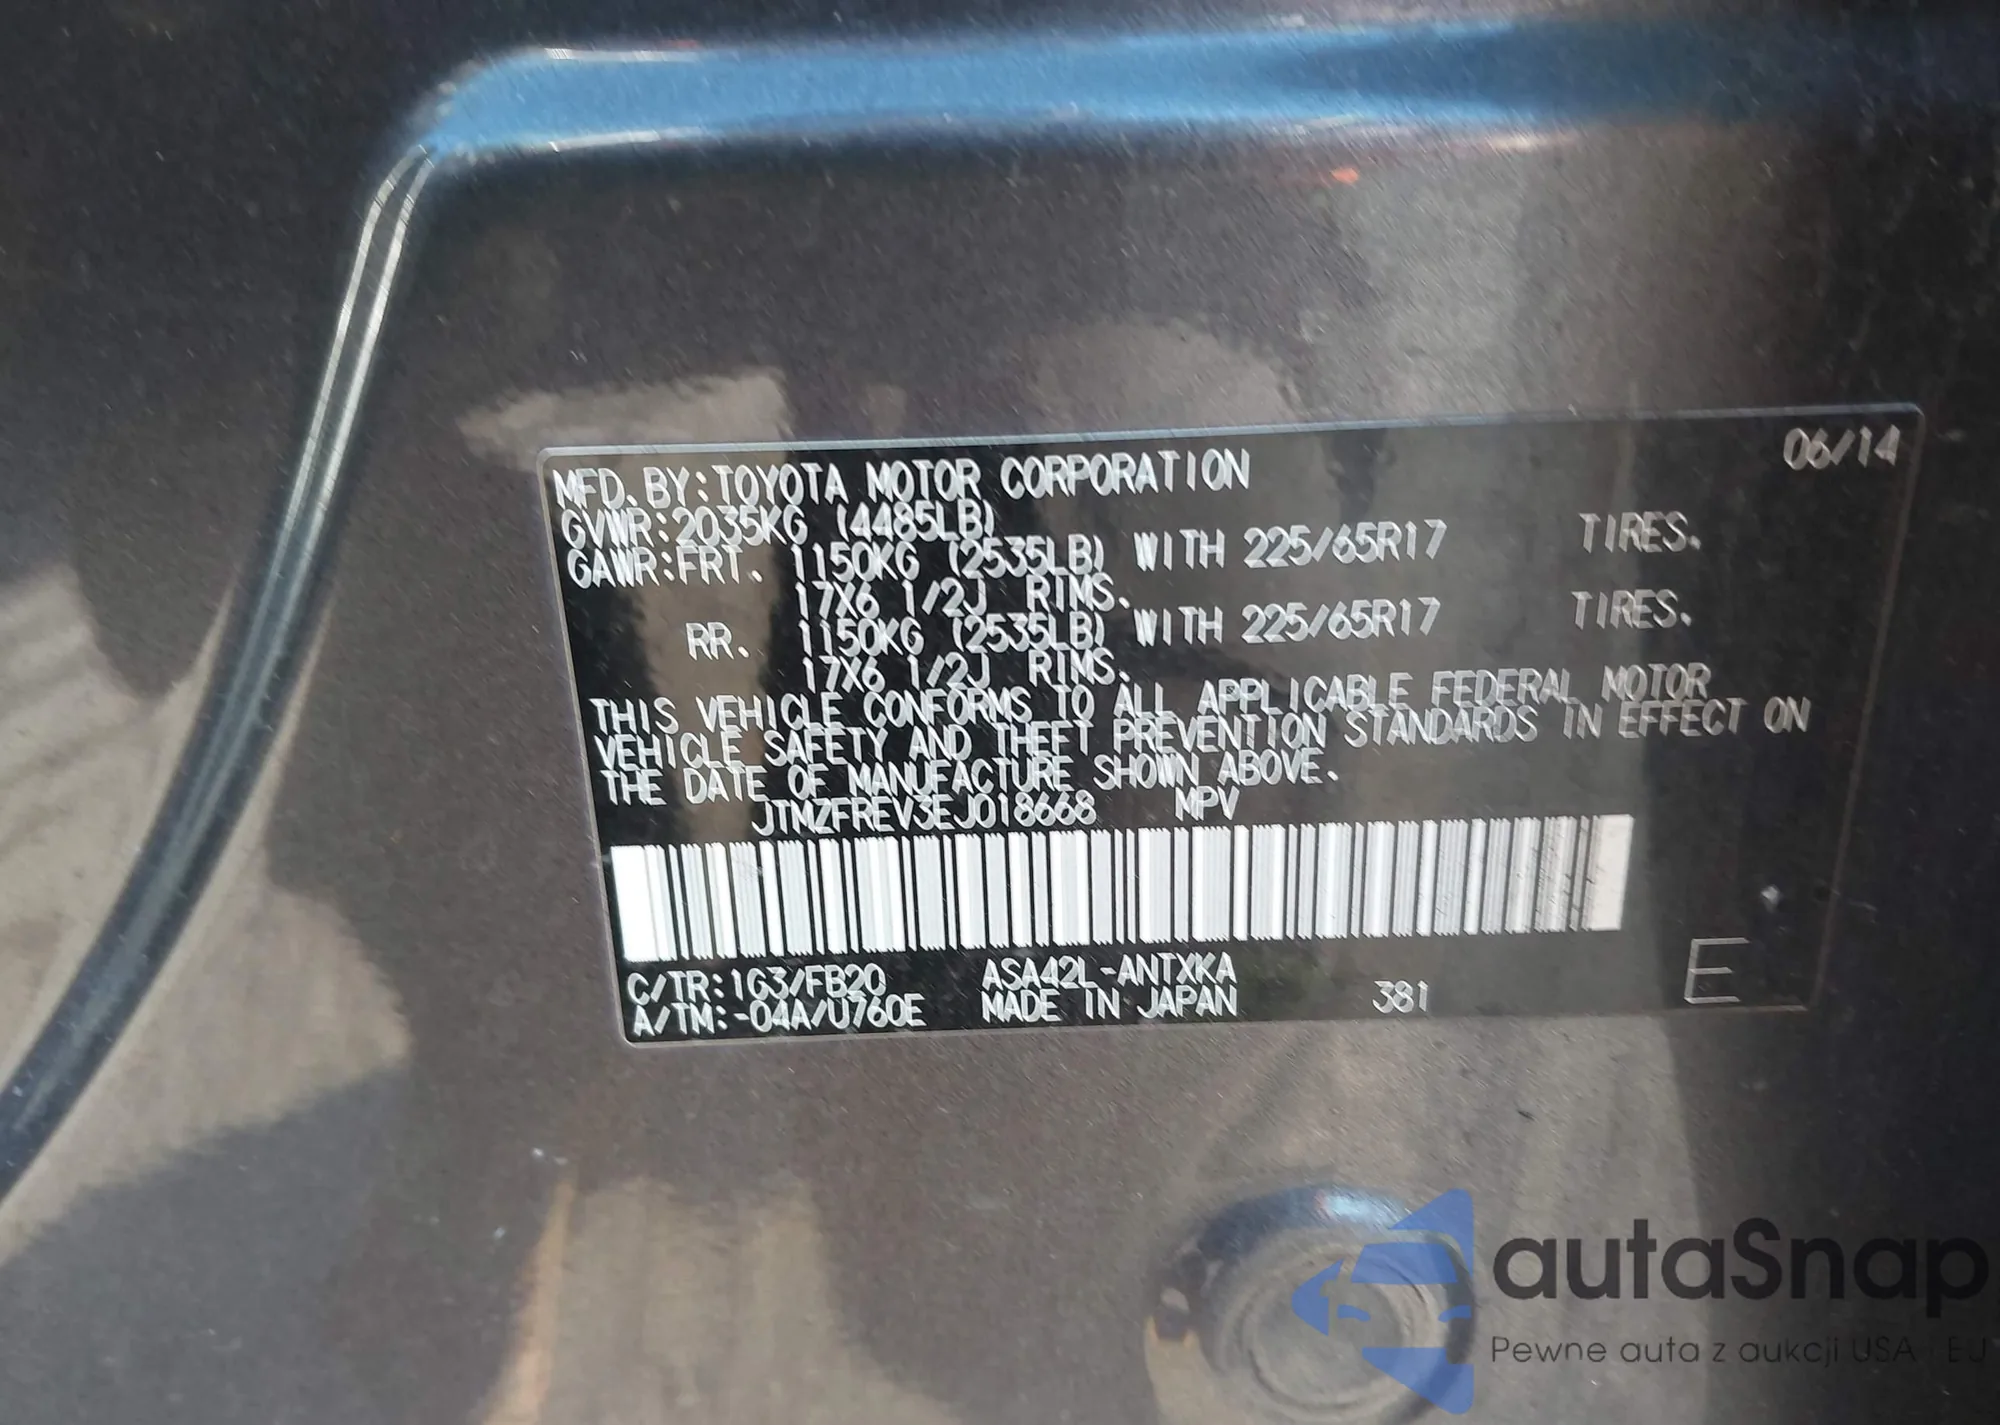 06/14
MFD. BY:TOYOTA MOTOR CORPORATION
GVWR:2035KG (4485LB)
GAWR:FRT. 1150KG (2535LB) WITH 225/65R17 TIRES.
17X6 1/2J RIMS.
RR. 1150KG (2535LB) WITH 225/65R17 TIRES.
17X6 1/2J RIMS.
THIS VEHICLE CONFORMS TO ALL APPLICABLE FEDERAL MOTOR
VEHICLE SAFETY AND THEFT PREVENTION STANDARDS IN EFFECT ON
THE DATE OF MANUFACTURE SHOWN ABOVE.
JTMZFREV3EJ018668 MPV
C/TR:1G3/FB20 ASA42L-ANTXKA
A/TM:-04A/U760E MADE IN JAPAN 381 E
autaSnap
Pewne auta z aukcji USA i EU